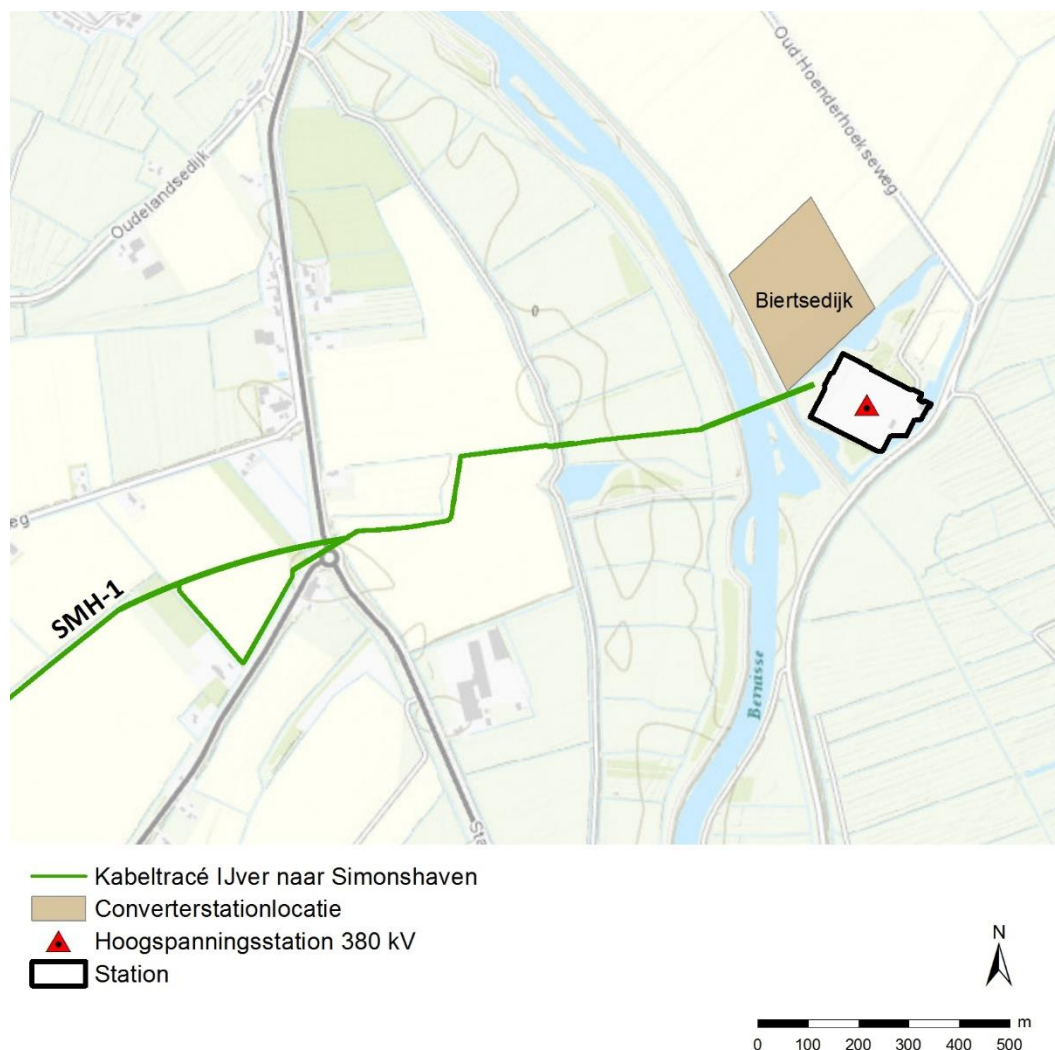 Oud Hoenderhoekseweg
Oudelandsedijk
Biertsedijk
eg
SMH-1
Bernisse
Sta
Kabeltracé IJver naar Simonshaven
Converterstationlocatie
Hoogspanningsstation 380 kV
Station
N
m
0 100 200 300 400 500